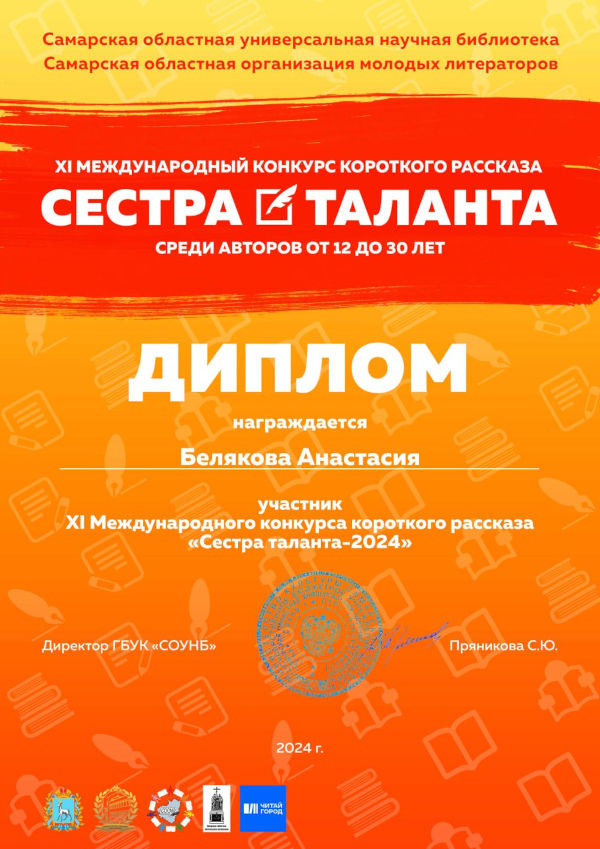 Самарская областная универсальная научная библиотека
Самарская областная организация молодых литераторов
XI МЕЖДУНАРОДНЫЙ КОНКУРС КОРОТКОГО РАССКАЗА
СЕСТРА ТАЛАНТА
СРЕДИ АВТОРОВ ОТ 12 ДО 30 ЛЕТ
ДИПЛОМ
награждается
Белякова Анастасия
участник
XI Международного конкурса короткого рассказа
«Сестра таланта-2024»
Директор ГБУК «СОУНБ»
Пряникова С.Ю.
2024 г.
ЧИТАЙ
ГОРОД